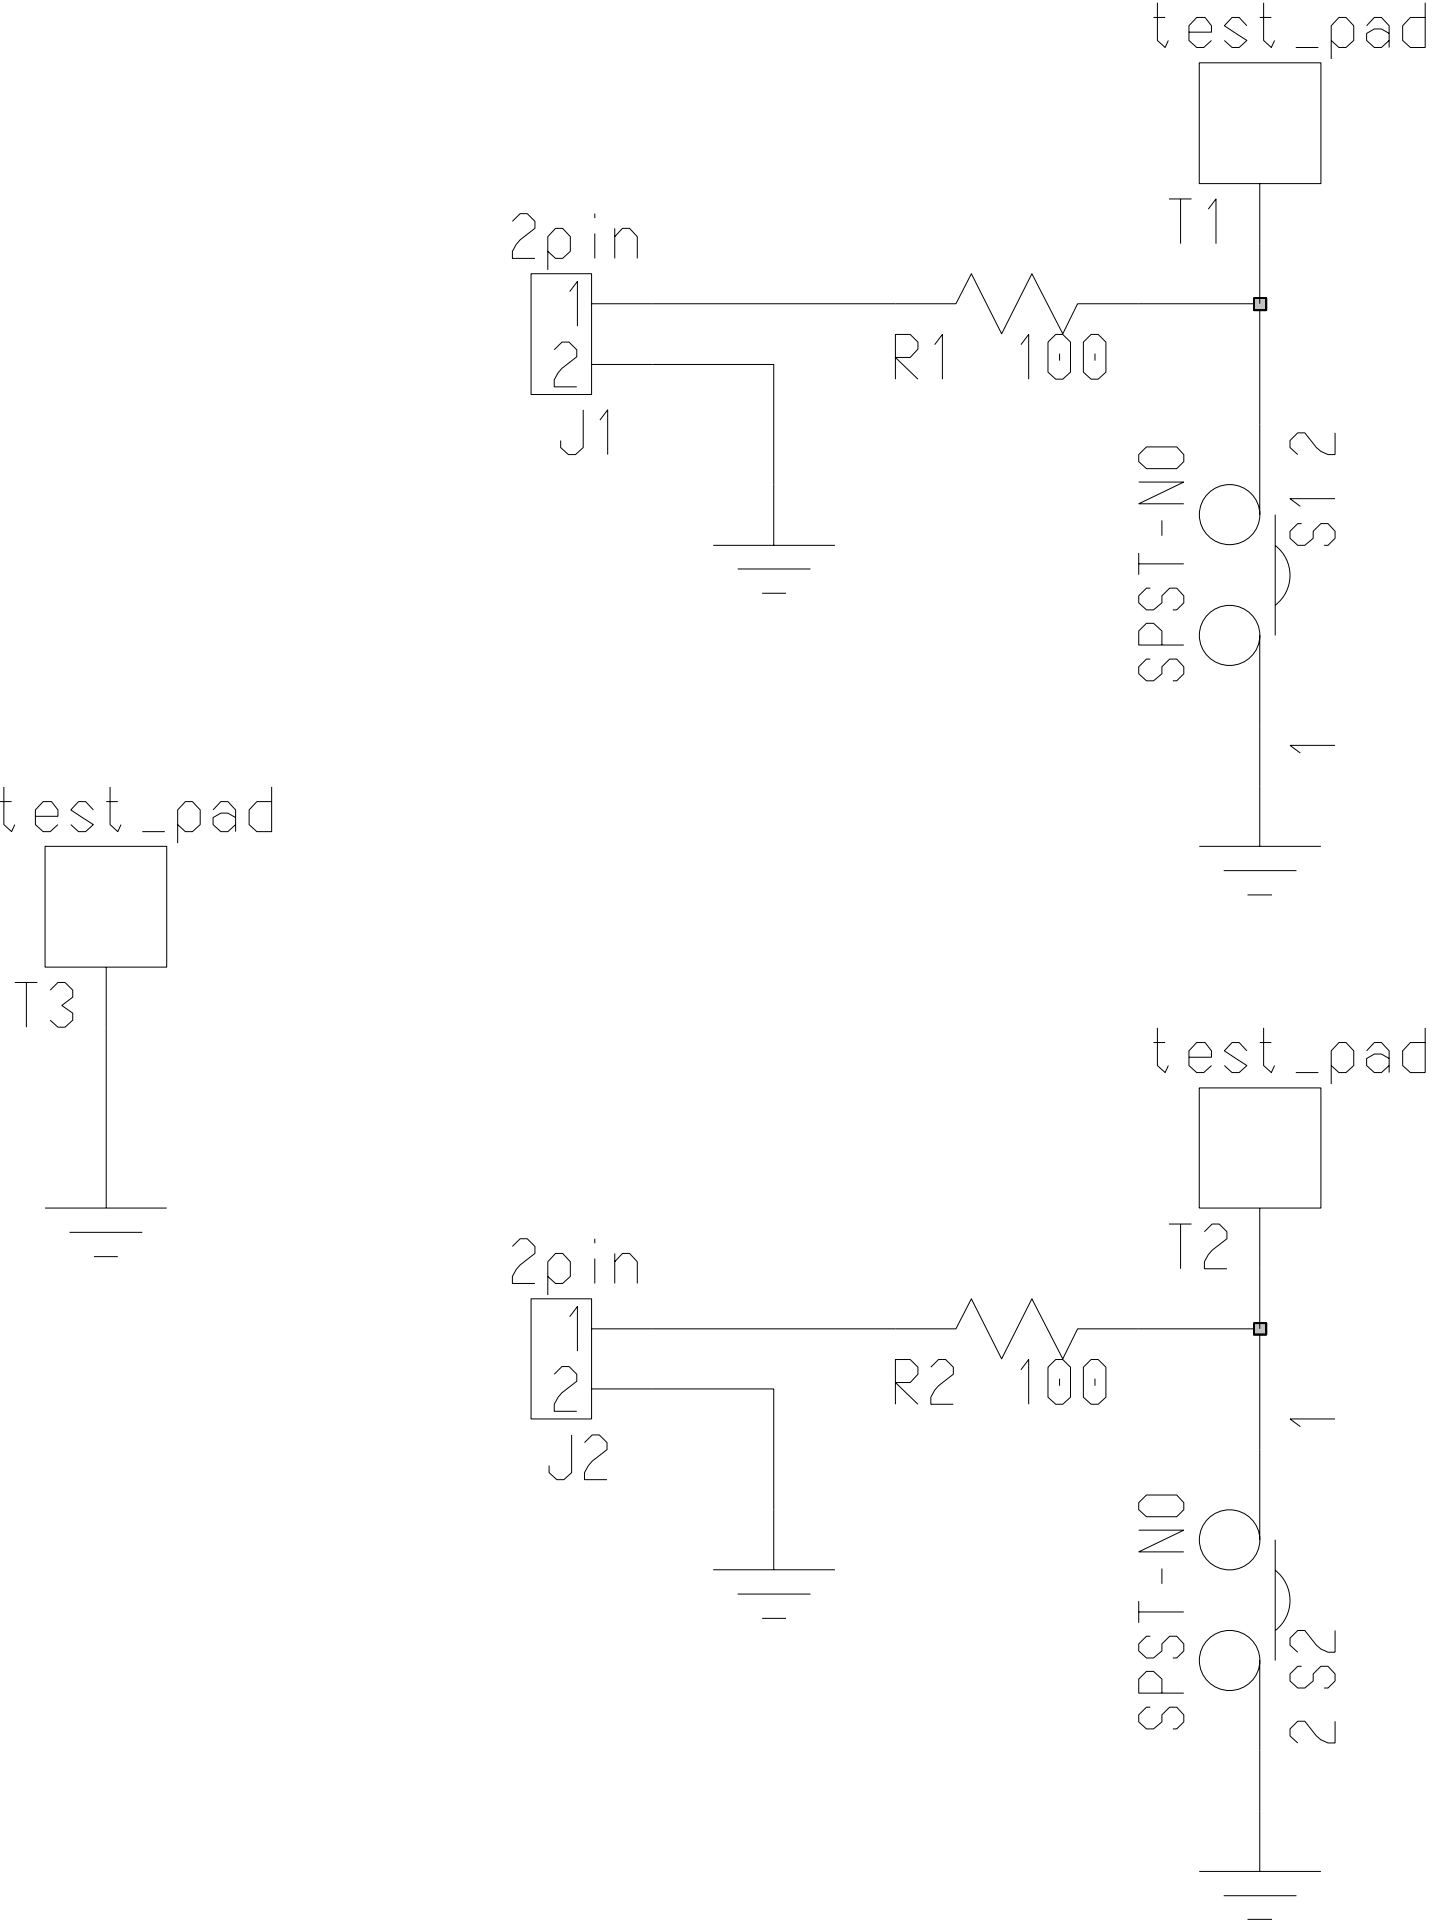 test_pad
T1
2pin
1
2
J1
R1 100
SPST-NO
S1 2
1
test_pad
T3
test_pad
T2
2pin
1
2
J2
R2 100
1
SPST-NO
2 S2